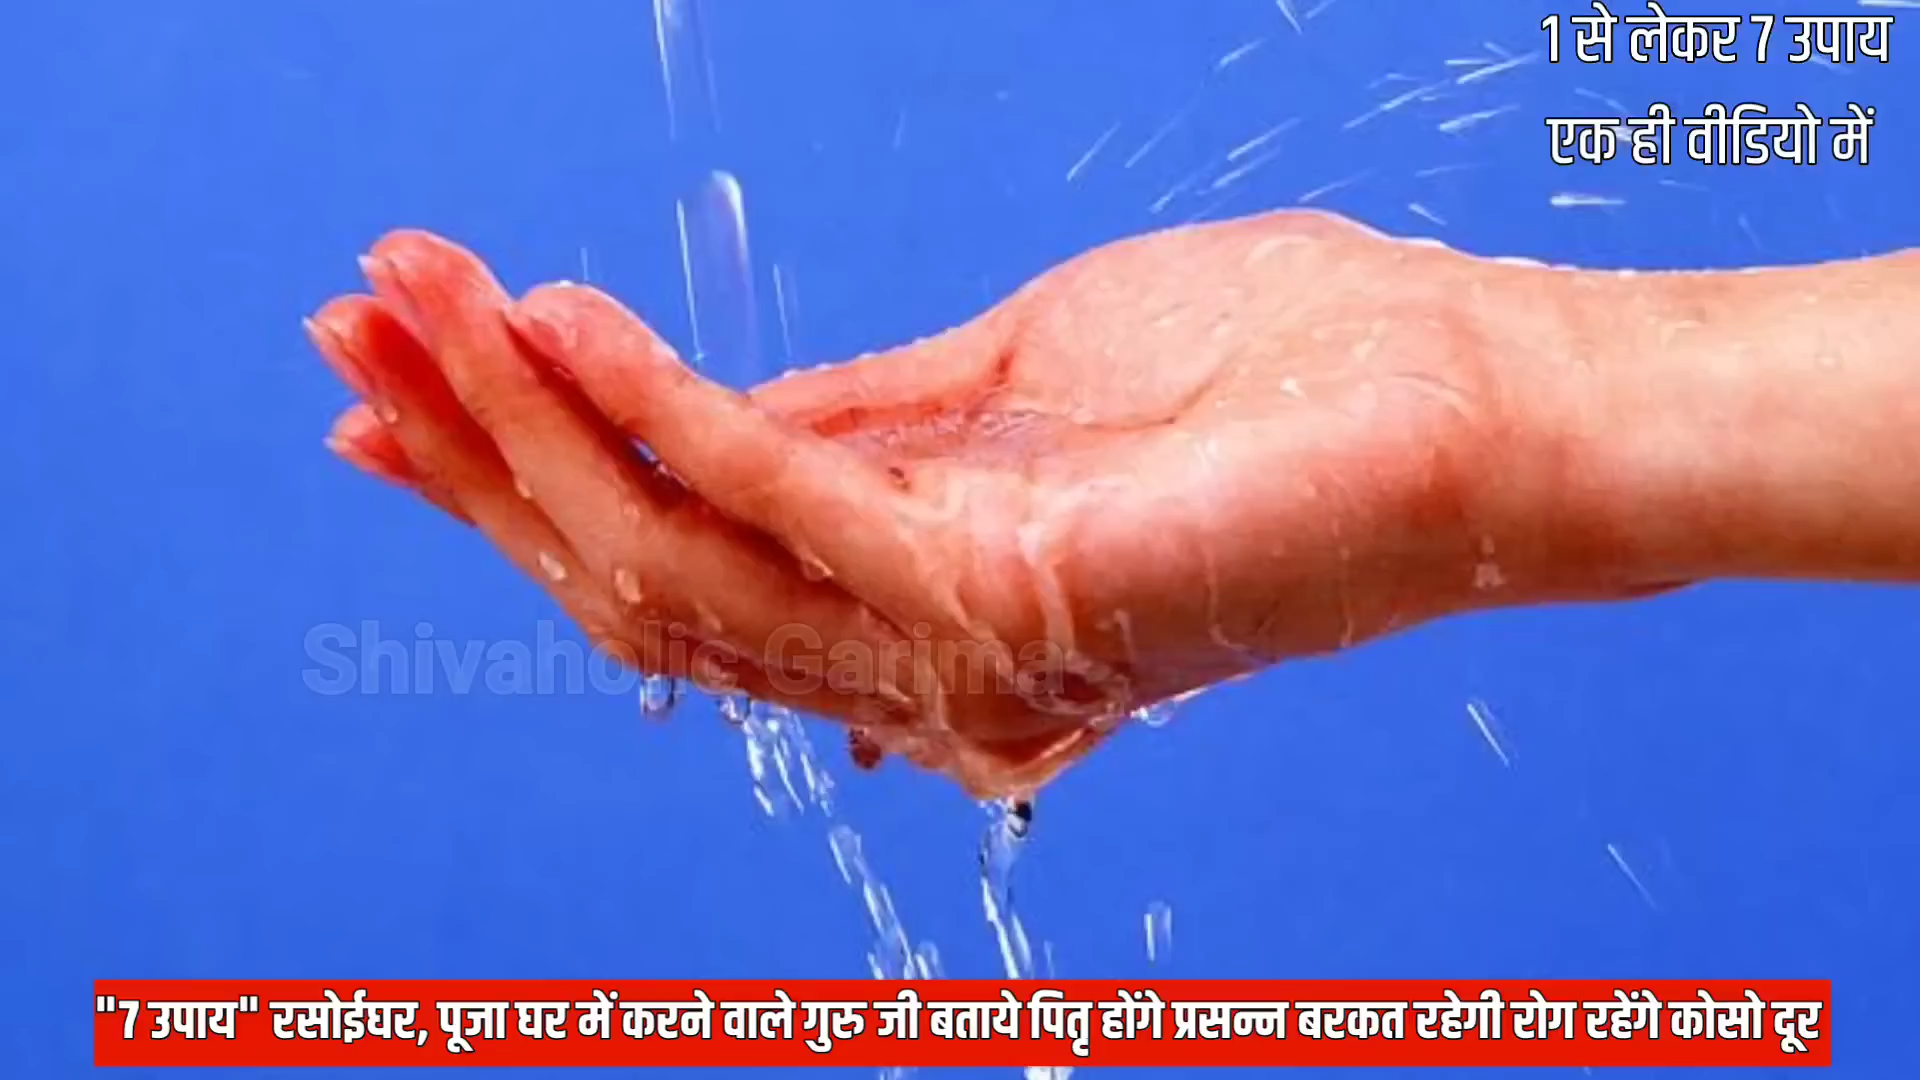 1 से लेकर 7 उपाय
एक ही वीडियो में
Shivaholic Garima
"7 उपाय" रसोईघर, पूजा घर में करने वाले गुरु जी बताये पितृ होंगे प्रसन्न बरकत रहेगी रोग रहेंगे कोसो दूर